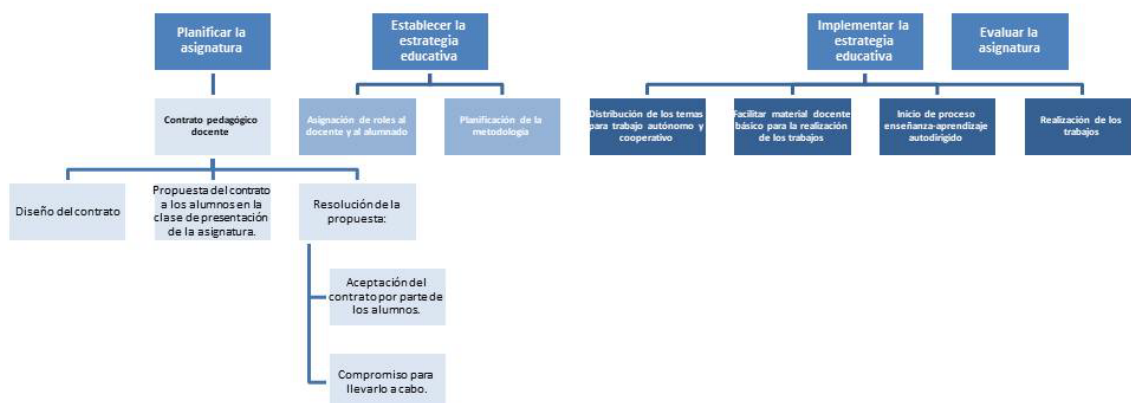 Planificar la
asignatura
Establecer la
estrategia
educativa
Implementar la
estrategia
educativa
Evaluar la
asignatura
Contrato pedagógico
docente
Asignación de roles al
docente y al alumnado
Planificación de la
metodología
Distribución de los temas
para trabajo autónomo y
cooperativo
Facilitar material docente
básico para la realización
de los trabajos
Inicio de proceso
enseñanza-aprendizaje
autodirigido
Realización de los
trabajos
Diseño del contrato
Propuesta del contrato
a los alumnos en la
clase de presentación
de la asignatura.
Resolución de la
propuesta:
Aceptación del
contrato por parte de
los alumnos.
Compromiso para
llevarlo a cabo.